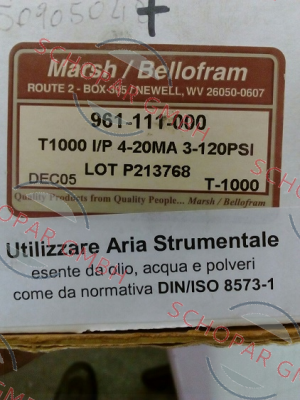 50905047
Marsh / Bellofram
ROUTE 2 - BOX 305 / NEWELL, WV 26050-0607
961-111-000
T1000 I/P 4-20MA 3-120PSI
LOT P213768
DEC05 T-1000
Quality Products from Quality People... Marsh / Bellofram
Utilizzare Aria Strumentale
esente da olio, acqua e polveri
come da normativa DIN/ISO 8573-1
SCHOPAR GMBH